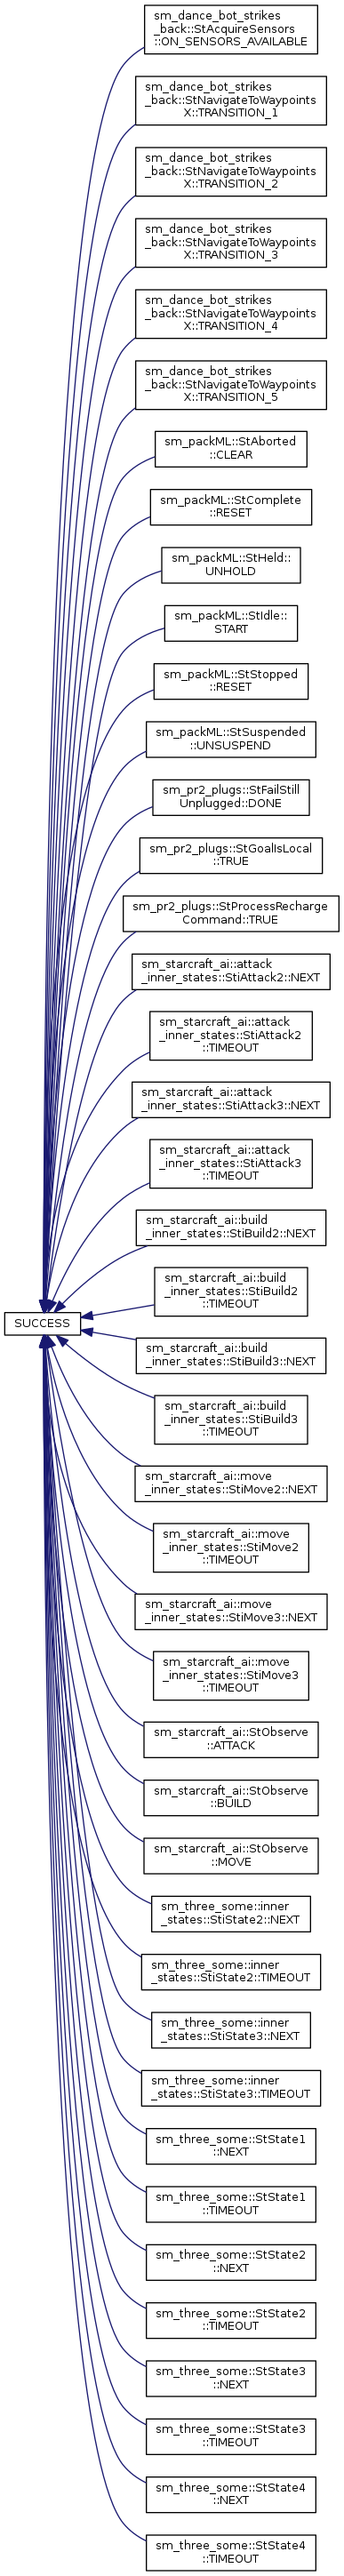 sm_dance_bot_strikes
_back::StAcquireSensors
::ON_SENSORS_AVAILABLE
sm_dance_bot_strikes
_back::StNavigateToWaypoints
X::TRANSITION_1
sm_dance_bot_strikes
_back::StNavigateToWaypoints
X::TRANSITION_2
sm_dance_bot_strikes
_back::StNavigateToWaypoints
X::TRANSITION_3
sm_dance_bot_strikes
_back::StNavigateToWaypoints
X::TRANSITION_4
sm_dance_bot_strikes
_back::StNavigateToWaypoints
X::TRANSITION_5
sm_packML::StAborted
::CLEAR
sm_packML::StComplete
::RESET
sm_packML::StHeld::
UNHOLD
sm_packML::StIdle::
START
sm_packML::StStopped
::RESET
sm_packML::StSuspended
::UNSUSPEND
sm_pr2_plugs::StFailStill
Unplugged::DONE
sm_pr2_plugs::StGoalIsLocal
::TRUE
sm_pr2_plugs::StProcessRecharge
Command::TRUE
sm_starcraft_ai::attack
_inner_states::StiAttack2::NEXT
sm_starcraft_ai::attack
_inner_states::StiAttack2
::TIMEOUT
sm_starcraft_ai::attack
_inner_states::StiAttack3::NEXT
sm_starcraft_ai::attack
_inner_states::StiAttack3
::TIMEOUT
sm_starcraft_ai::build
_inner_states::StiBuild2::NEXT
sm_starcraft_ai::build
_inner_states::StiBuild2
::TIMEOUT
SUCCESS
sm_starcraft_ai::build
_inner_states::StiBuild3::NEXT
sm_starcraft_ai::build
_inner_states::StiBuild3
::TIMEOUT
sm_starcraft_ai::move
_inner_states::StiMove2::NEXT
sm_starcraft_ai::move
_inner_states::StiMove2
::TIMEOUT
sm_starcraft_ai::move
_inner_states::StiMove3::NEXT
sm_starcraft_ai::move
_inner_states::StiMove3
::TIMEOUT
sm_starcraft_ai::StObserve
::ATTACK
sm_starcraft_ai::StObserve
::BUILD
sm_starcraft_ai::StObserve
::MOVE
sm_three_some::inner
_states::StiState2::NEXT
sm_three_some::inner
_states::StiState2::TIMEOUT
sm_three_some::inner
_states::StiState3::NEXT
sm_three_some::inner
_states::StiState3::TIMEOUT
sm_three_some::StState1
::NEXT
sm_three_some::StState1
::TIMEOUT
sm_three_some::StState2
::NEXT
sm_three_some::StState2
::TIMEOUT
sm_three_some::StState3
::NEXT
sm_three_some::StState3
::TIMEOUT
sm_three_some::StState4
::NEXT
sm_three_some::StState4
::TIMEOUT